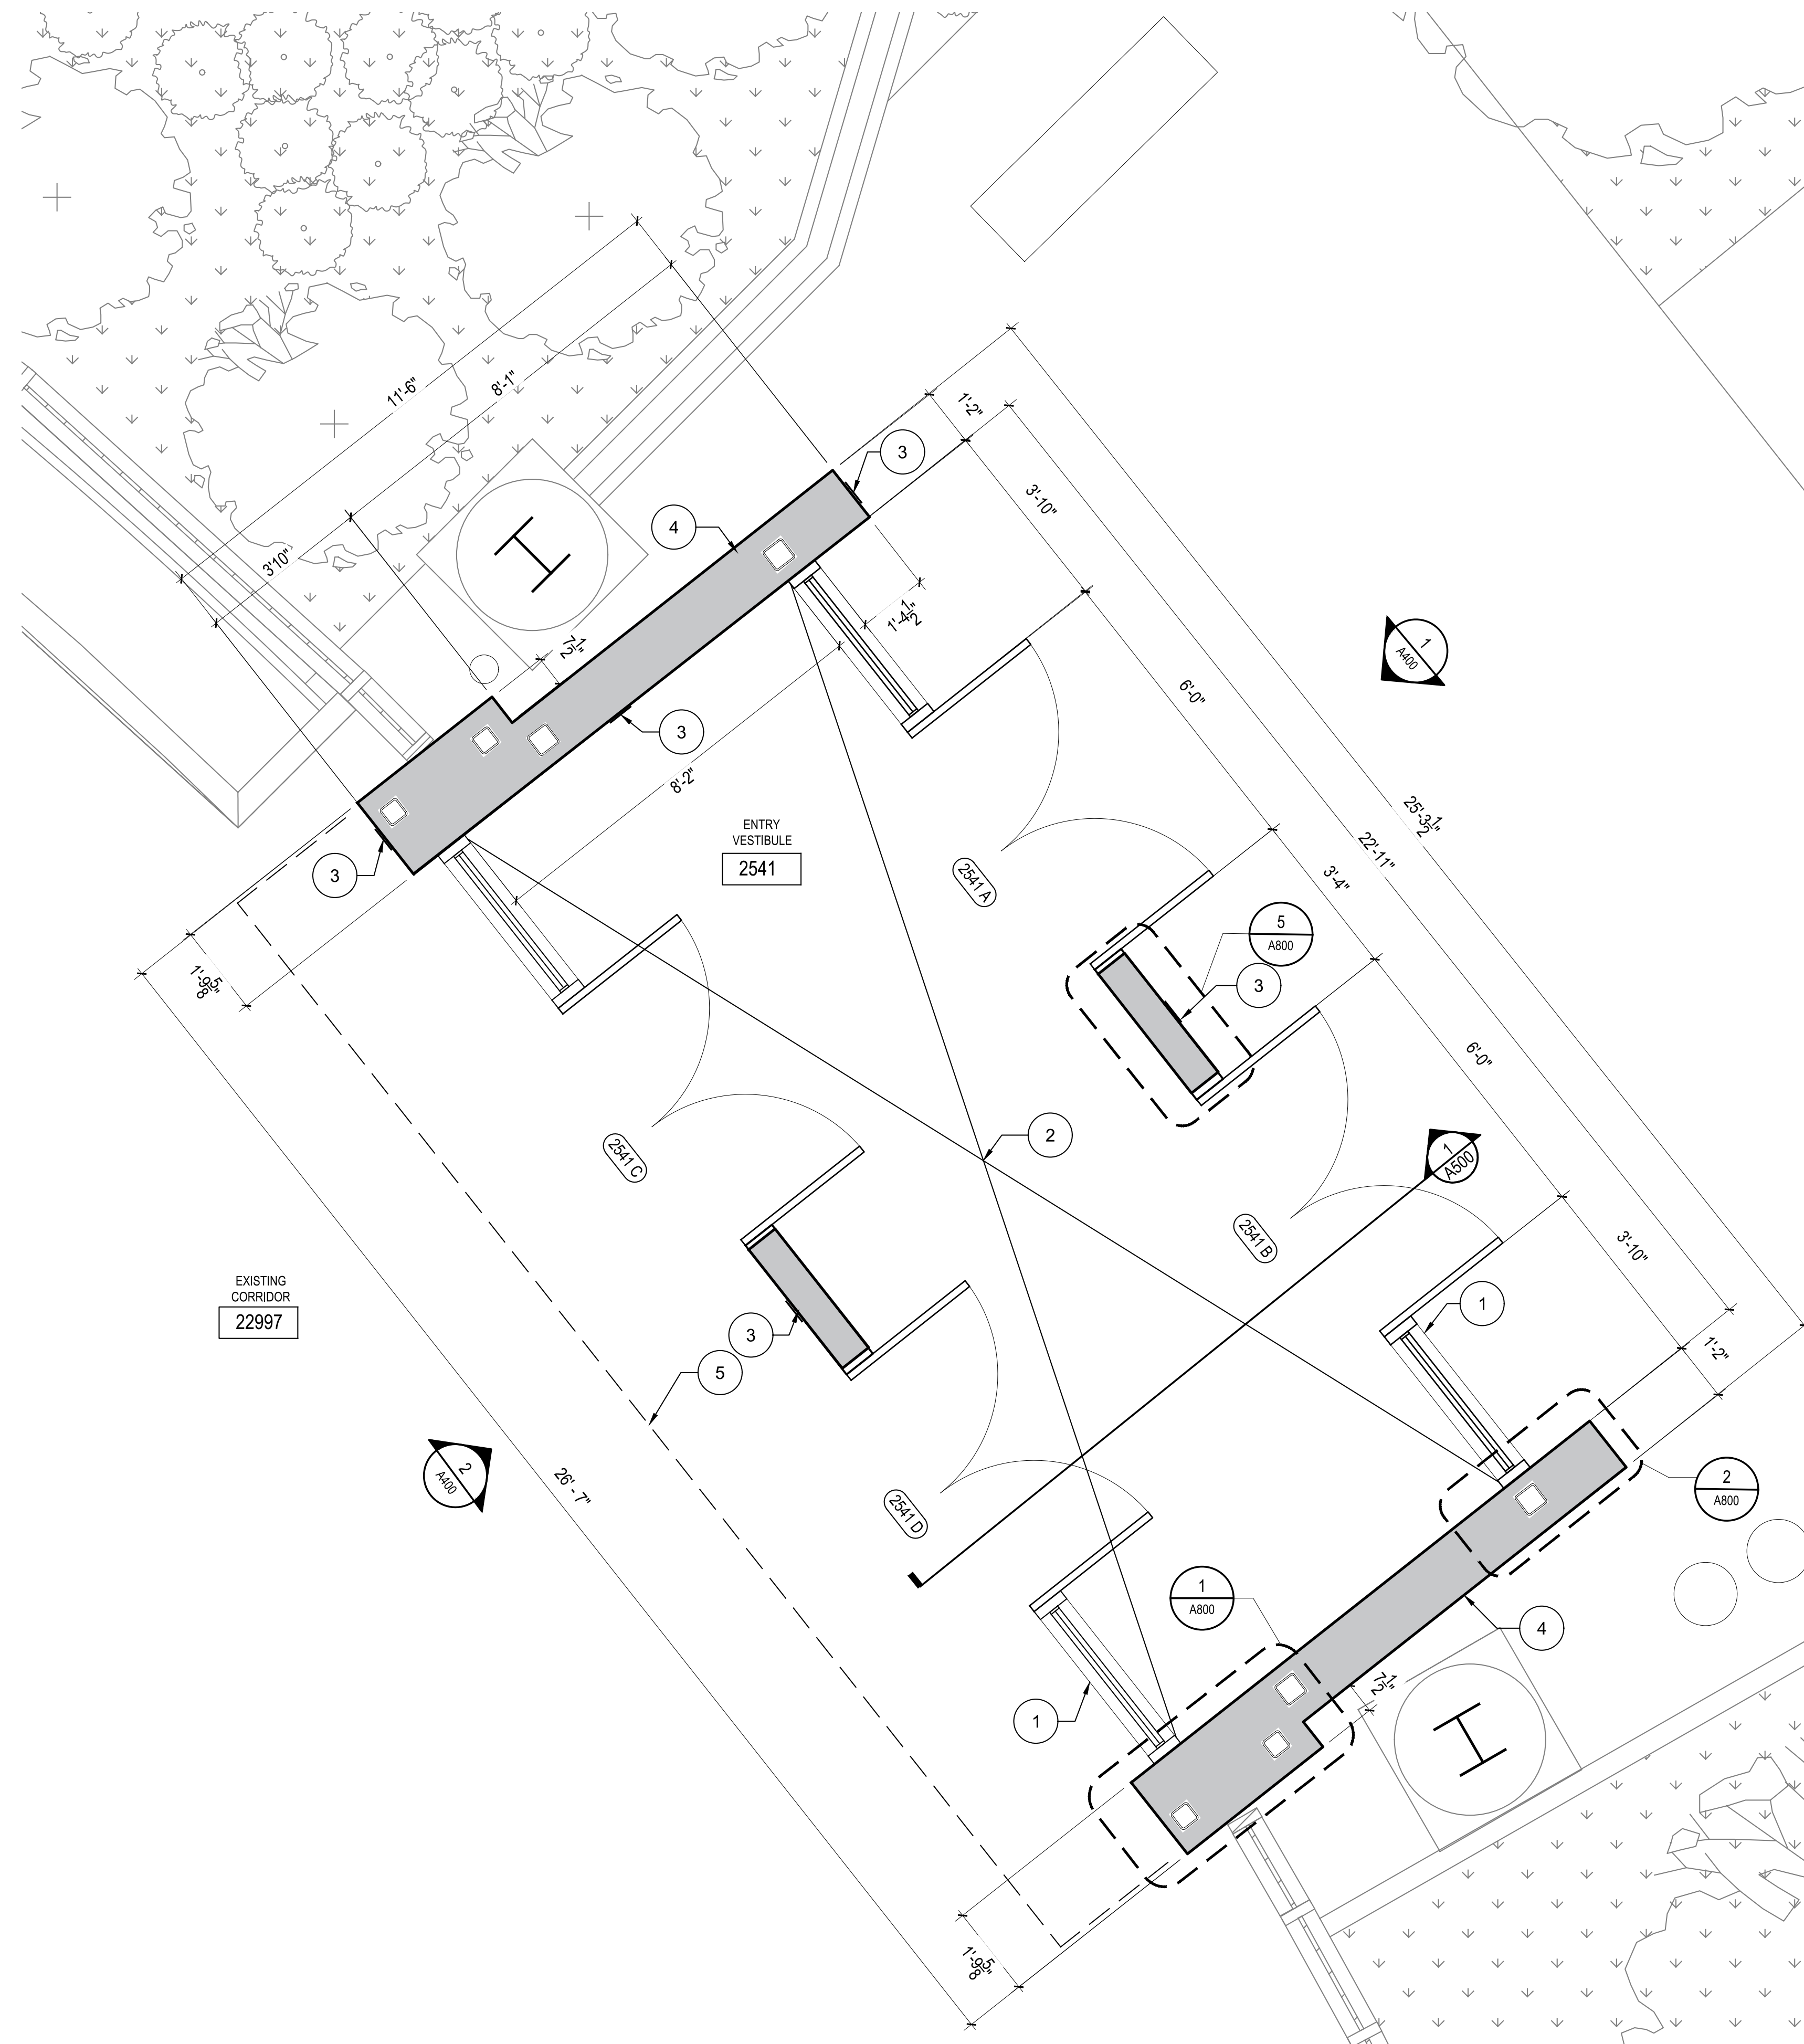 11'-6"
8'-1"
3'10"
1'-2"
3
3'-10"
4
1'-4 1/2"
7 1/2"
3
8'-2"
6'-0"
1
A400
25'-3 1/2"
22'-11"
ENTRY
VESTIBULE
2541
3
2541 A
3'-4"
5
A800
3
1'-9 5/8"
6'-0"
2
2541 C
1
A500
2541 B
3'-10"
EXISTING
CORRIDOR
22997
1
3
5
1'-2"
2
A400
26' - 7"
2
A800
2541 D
1
A800
4
7 1/2"
1
1'-9 5/8"